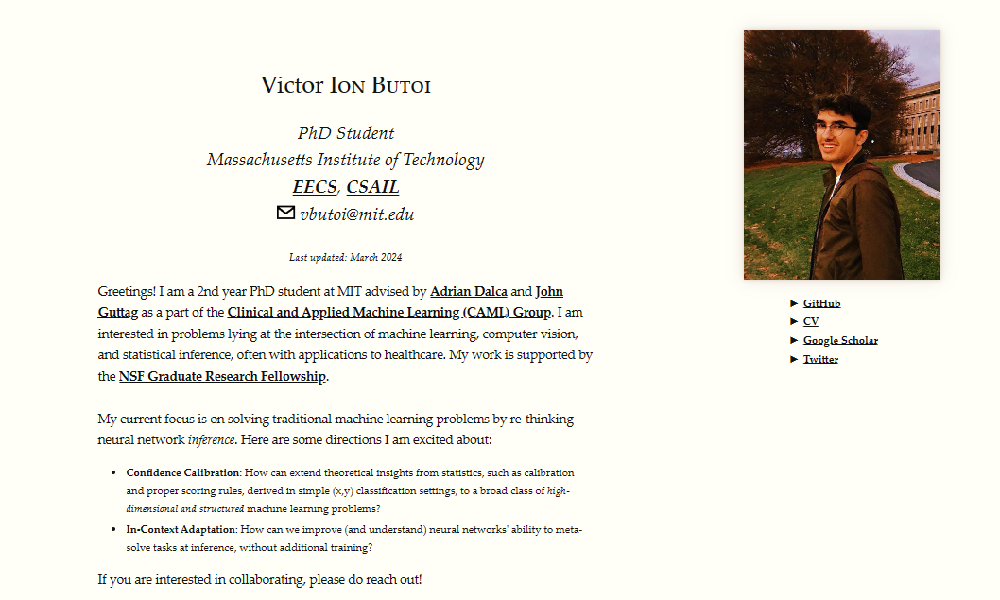 Victor Ion Butoi
PhD Student
Massachusetts Institute of Technology
EECS, CSAIL
vbutoi@mit.edu
Last updated: March 2024
Greetings! I am a 2nd year PhD student at MIT advised by Adrian Dalca and John
Guttag as a part of the Clinical and Applied Machine Learning (CAML) Group. I am
interested in problems lying at the intersection of machine learning, computer vision,
and statistical inference, often with applications to healthcare. My work is supported by
the NSF Graduate Research Fellowship.
My current focus is on solving traditional machine learning problems by re-thinking
neural network inference. Here are some directions I am excited about:
• Confidence Calibration: How can extend theoretical insights from statistics, such as calibration
and proper scoring rules, derived in simple (x,y) classification settings, to a broad class of high-
dimensional and structured machine learning problems?
• In-Context Adaptation: How can we improve (and understand) neural networks' ability to meta-
solve tasks at inference, without additional training?
If you are interested in collaborating, please do reach out!
► GitHub
► CV
► Google Scholar
► Twitter